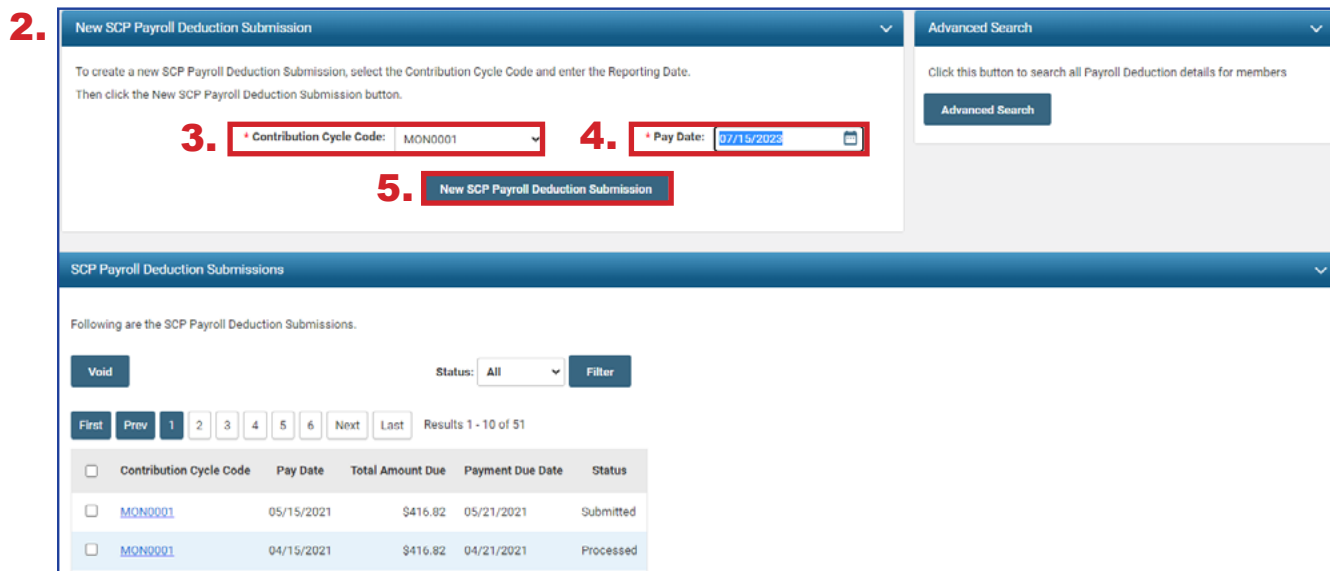 2.
New SCP Payroll Deduction Submission
Advanced Search
To create a new SCP Payroll Deduction Submission, select the Contribution Cycle Code and enter the Reporting Date.
Then click the New SCP Payroll Deduction Submission button.
Click this button to search all Payroll Deduction details for members
Advanced Search
3. * Contribution Cycle Code: MON0001 4. * Pay Date: 07/15/2023
5. New SCP Payroll Deduction Submission
SCP Payroll Deduction Submissions
Following are the SCP Payroll Deduction Submissions.
Void Status: All Filter
First Prev 1 2 3 4 5 6 Next Last Results 1 - 10 of 51
Contribution Cycle Code Pay Date Total Amount Due Payment Due Date Status
MON0001 05/15/2021 $416.82 05/21/2021 Submitted
MON0001 04/15/2021 $416.82 04/21/2021 Processed